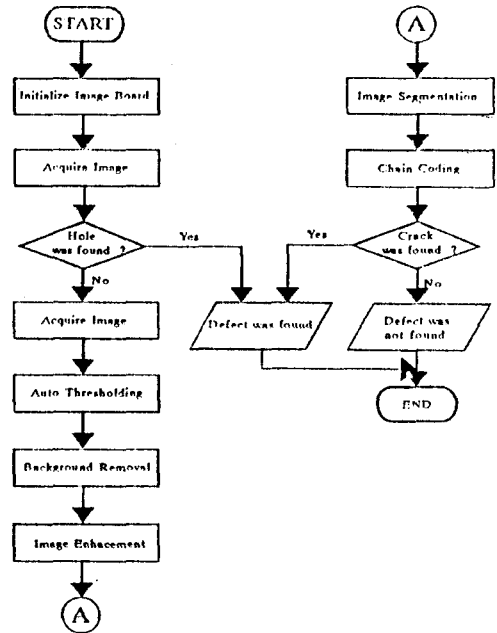 START
Initialize Image Board
Acquire Image
Hole
was found ?
Yes
No
Acquire Image
Auto Thresholding
Background Removal
Image Enhacement
A
A
Image Segmentation
Chain Coding
Crack
was found ?
Yes
No
Defect was found
Defect was
not found
END